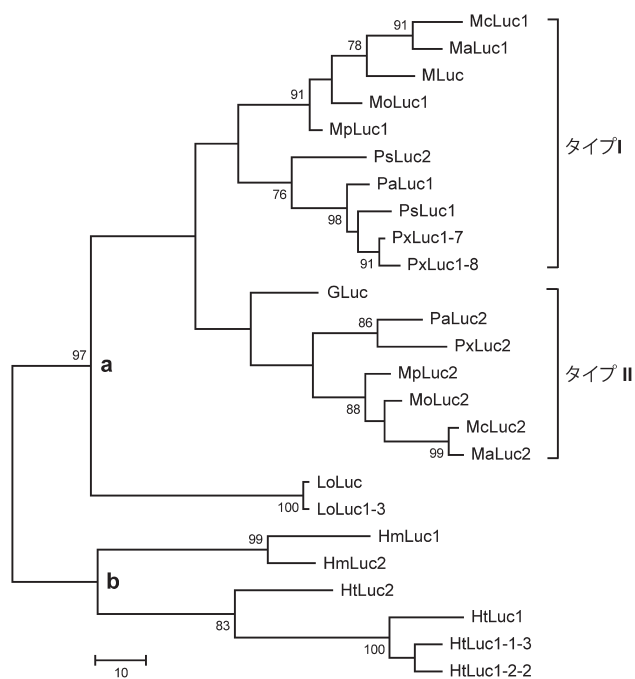 McLuc1
91
MaLuc1
78
MLuc
91
MoLuc1
MpLuc1
タイプI
PsLuc2
76
PaLuc1
98
PsLuc1
PxLuc1-7
91
PxLuc1-8
GLuc
86
PaLuc2
PxLuc2
97
a
MpLuc2
タイプ II
88
MoLuc2
McLuc2
99
MaLuc2
LoLuc
100
LoLuc1-3
99
HmLuc1
HmLuc2
b
HtLuc2
83
HtLuc1
100
HtLuc1-1-3
HtLuc1-2-2
10